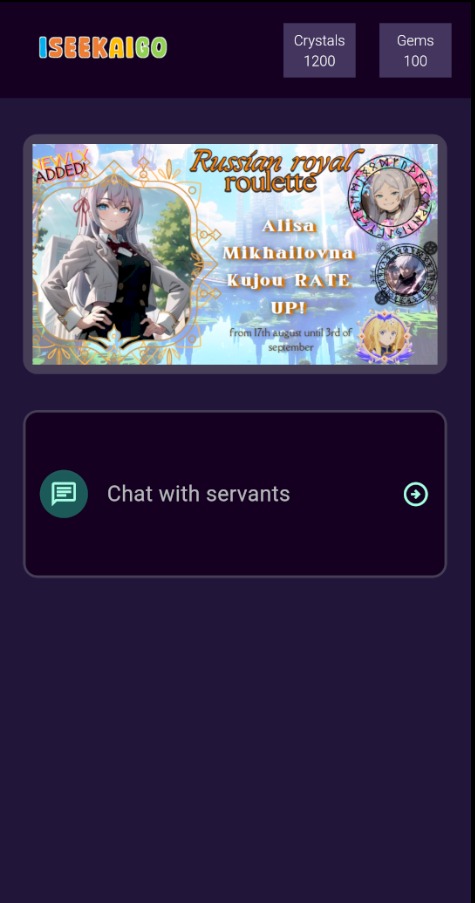 ISEEKAIGO
Crystals
1200
Gems
100
NEWLY
ADDED!
Russian royal
roulette
Alisa
Mikhailovna
Kujou RATE
UP!
from 17th august until 3rd of
september
Chat with servants